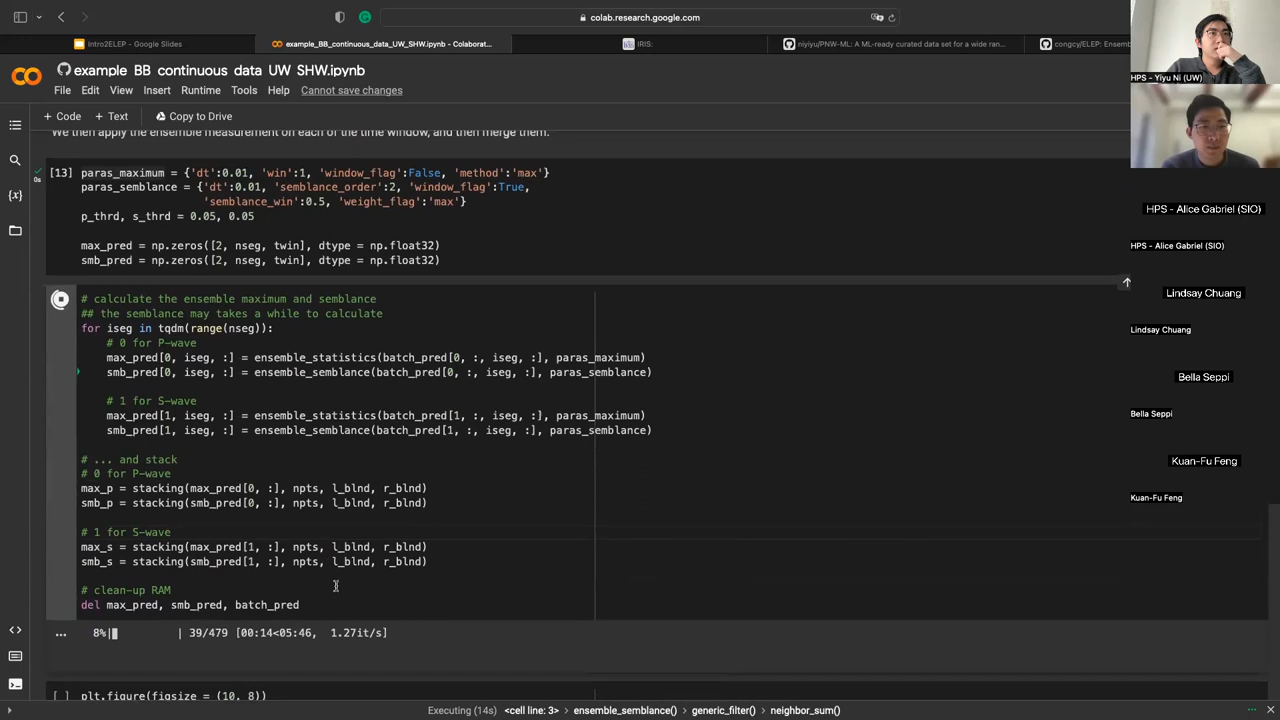 colab.research.google.com
Intro2ELEP - Google Slides
example_BB_continuous_data_UW_SHW.ipynb - Colaborat...
IRIS:
niyiyu/PNW-ML: A ML-ready curated data set for a wide ran...
congcy/ELEP: Ensemb
example BB continuous data UW SHW.ipynb
File Edit View Insert Runtime Tools Help Cannot save changes
+ Code + Text Copy to Drive
We then apply the ensemble measurement on each of the time window, and then merge them.
[13] paras_maximum = {'dt':0.01, 'win':1, 'window_flag':False, 'method':'max'}
0s
paras_semblance = {'dt':0.01, 'semblance_order':2, 'window_flag':True,
'semblance_win':0.5, 'weight_flag':'max'}
p_thrd, s_thrd = 0.05, 0.05
max_pred = np.zeros([2, nseg, twin], dtype = np.float32)
smb_pred = np.zeros([2, nseg, twin], dtype = np.float32)
# calculate the ensemble maximum and semblance
## the semblance may takes a while to calculate
for iseg in tqdm(range(nseg)):
# 0 for P-wave
max_pred[0, iseg, :] = ensemble_statistics(batch_pred[0, :, iseg, :], paras_maximum)
smb_pred[0, iseg, :] = ensemble_semblance(batch_pred[0, :, iseg, :], paras_semblance)
# 1 for S-wave
max_pred[1, iseg, :] = ensemble_statistics(batch_pred[1, :, iseg, :], paras_maximum)
smb_pred[1, iseg, :] = ensemble_semblance(batch_pred[1, :, iseg, :], paras_semblance)
# ... and stack
# 0 for P-wave
max_p = stacking(max_pred[0, :], npts, l_blnd, r_blnd)
smb_p = stacking(smb_pred[0, :], npts, l_blnd, r_blnd)
# 1 for S-wave
max_s = stacking(max_pred[1, :], npts, l_blnd, r_blnd)
smb_s = stacking(smb_pred[1, :], npts, l_blnd, r_blnd)
# clean-up RAM
del max_pred, smb_pred, batch_pred
... 8%| | 39/479 [00:14<05:46, 1.27it/s]
[ ] plt.figure(figsize = (10, 8))
Executing (14s) <cell line: 3> ensemble_semblance() generic_filter() neighbor_sum()
HPS - Yiyu Ni (UW)
HPS - Alice Gabriel (SIO)
HPS - Alice Gabriel (SIO)
Lindsay Chuang
Lindsay Chuang
Bella Seppi
Bella Seppi
Kuan-Fu Feng
Kuan-Fu Feng